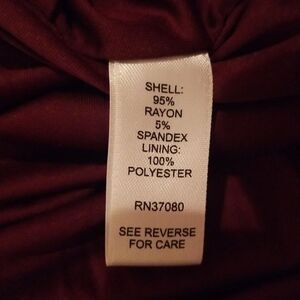 SHELL:
95%
RAYON
5%
SPANDEX
LINING:
100%
POLYESTER
RN37080
SEE REVERSE
FOR CARE